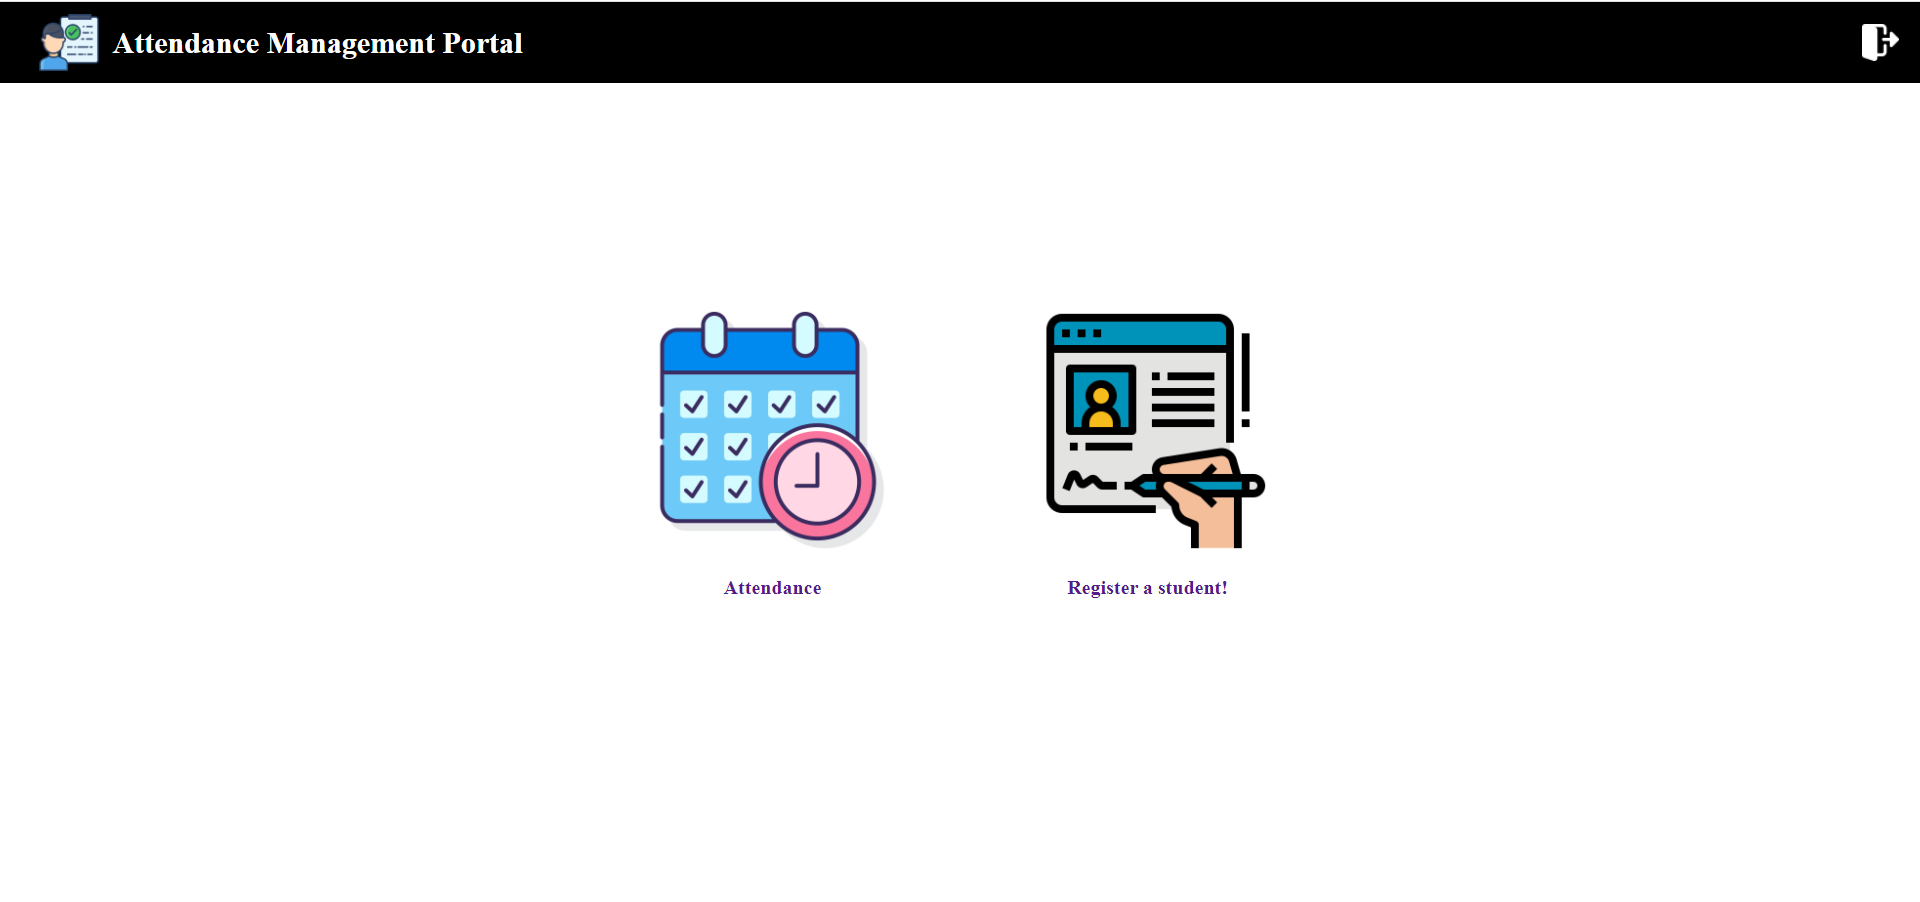 Attendance Management Portal
Attendance
Register a student!